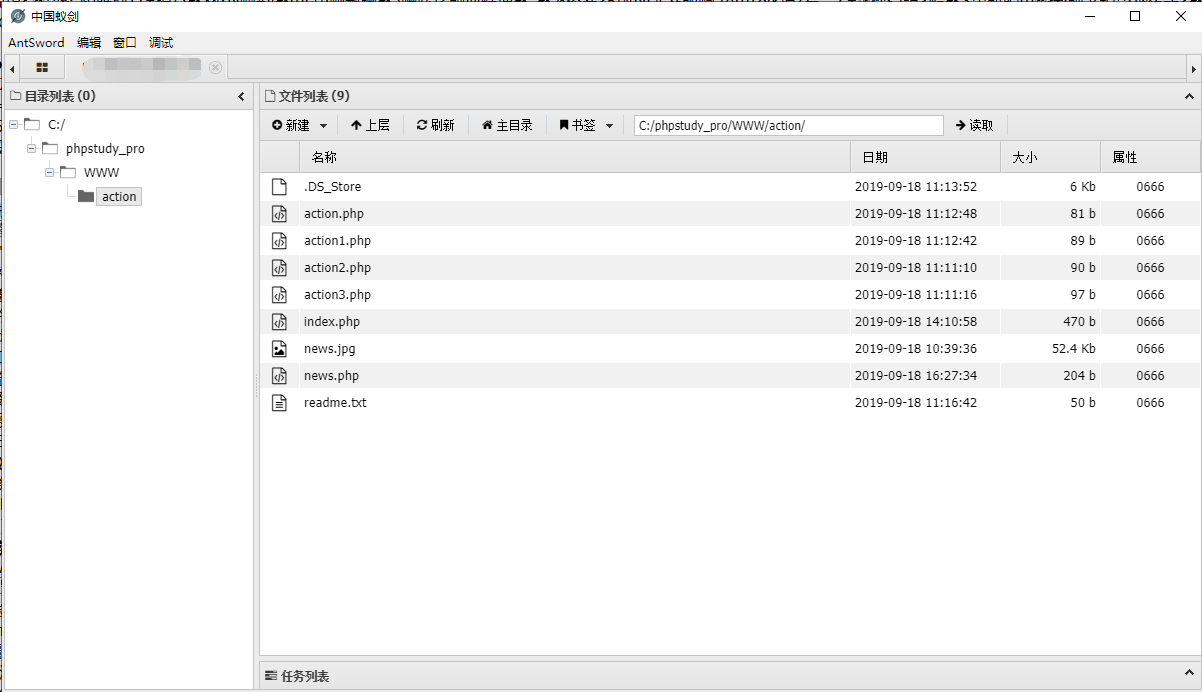 中国蚁剑
AntSword 编辑 窗口 调试
目录列表 (0)
C:/
phpstudy_pro
WWW
action
文件列表 (9)
新建 上层 刷新 主目录 书签 C:/phpstudy_pro/WWW/action/ 读取
名称 日期 大小 属性
.DS_Store 2019-09-18 11:13:52 6 Kb 0666
action.php 2019-09-18 11:12:48 81 b 0666
action1.php 2019-09-18 11:12:42 89 b 0666
action2.php 2019-09-18 11:11:10 90 b 0666
action3.php 2019-09-18 11:11:16 97 b 0666
index.php 2019-09-18 14:10:58 470 b 0666
news.jpg 2019-09-18 10:39:36 52.4 Kb 0666
news.php 2019-09-18 16:27:34 204 b 0666
readme.txt 2019-09-18 11:16:42 50 b 0666
任务列表